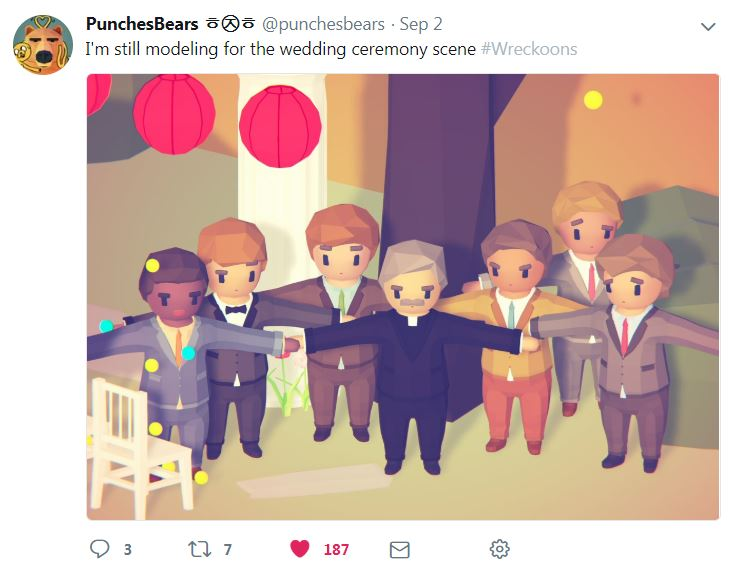 PunchesBears ㅎ㉨ㅎ @punchesbears · Sep 2
I'm still modeling for the wedding ceremony scene #Wreckoons
3 7 187